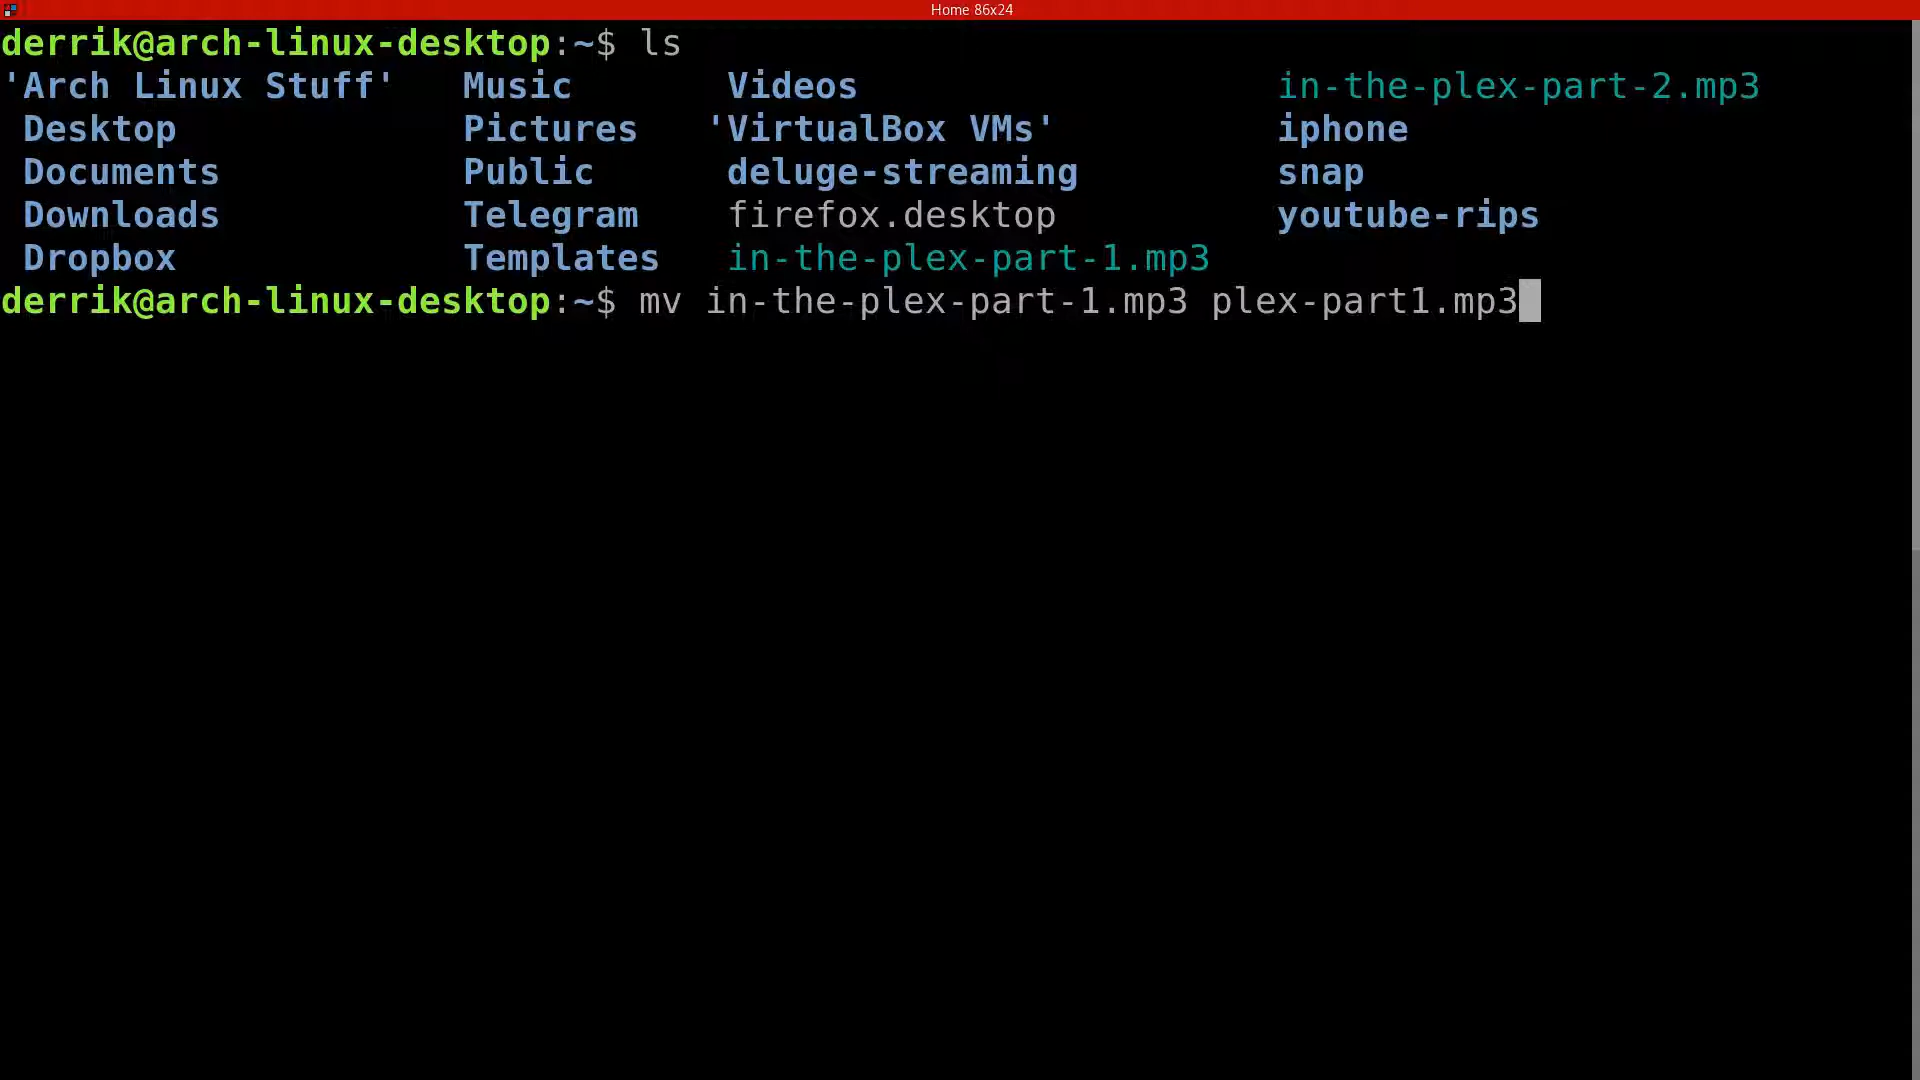 Home 86x24
derrik@arch-linux-desktop:~$ ls
'Arch Linux Stuff'   Music       Videos                   in-the-plex-part-2.mp3
 Desktop             Pictures   'VirtualBox VMs'          iphone
 Documents           Public      deluge-streaming         snap
 Downloads           Telegram    firefox.desktop          youtube-rips
 Dropbox             Templates   in-the-plex-part-1.mp3
derrik@arch-linux-desktop:~$ mv in-the-plex-part-1.mp3 plex-part1.mp3